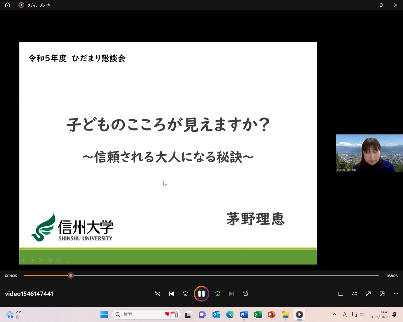 令和5年度 ひだまり懇談会
子どものこころが見えますか？
～信頼される大人になる秘訣～
信州大学
SHINSHU UNIVERSITY
茅野理恵
video1546147441
検索